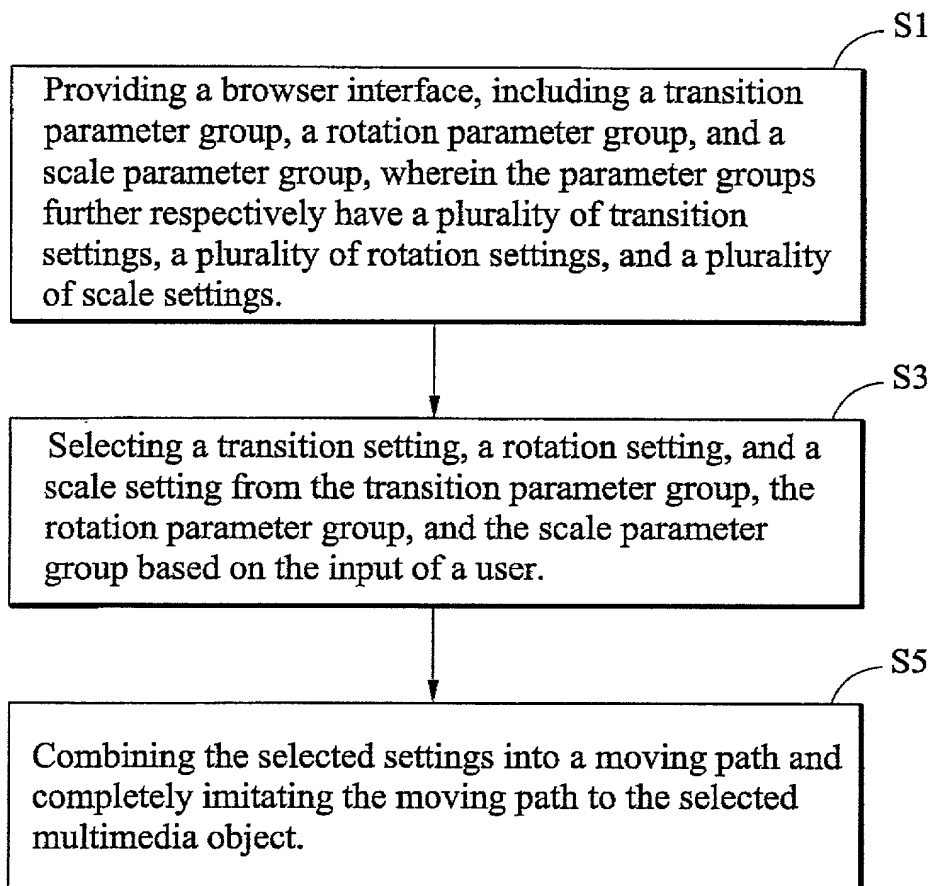 S1
Providing a browser interface, including a transition
parameter group, a rotation parameter group, and a
scale parameter group, wherein the parameter groups
further respectively have a plurality of transition
settings, a plurality of rotation settings, and a plurality
of scale settings.
S3
Selecting a transition setting, a rotation setting, and a
scale setting from the transition parameter group, the
rotation parameter group, and the scale parameter
group based on the input of a user.
S5
Combining the selected settings into a moving path and
completely imitating the moving path to the selected
multimedia object.